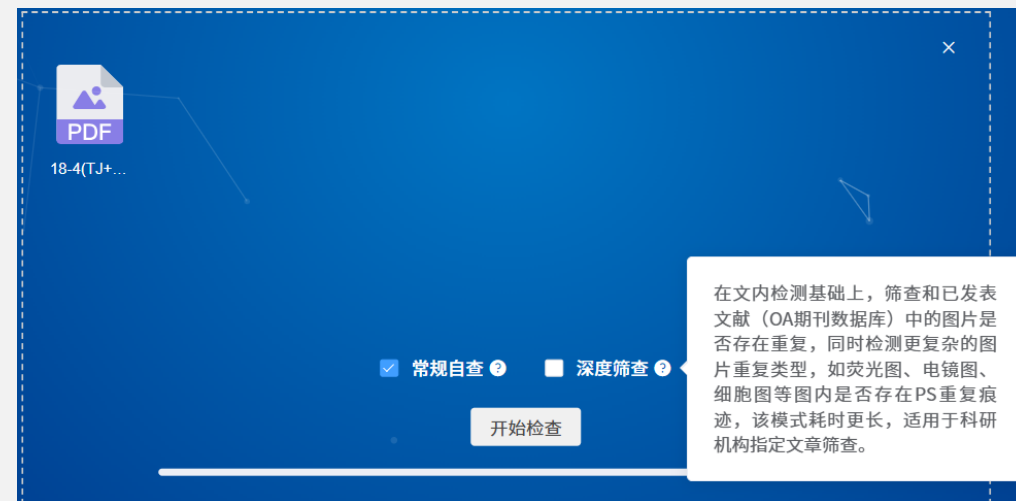 PDF
18-4(TJ+...
常规自查 ?
深度筛查 ?
在文内检测基础上，筛查和已发表
文献（OA期刊数据库）中的图片是
否存在重复，同时检测更复杂的图
片重复类型，如荧光图、电镜图、
细胞图等图内是否存在PS重复痕
迹，该模式耗时更长，适用于科研
机构指定文章筛查。
开始检查